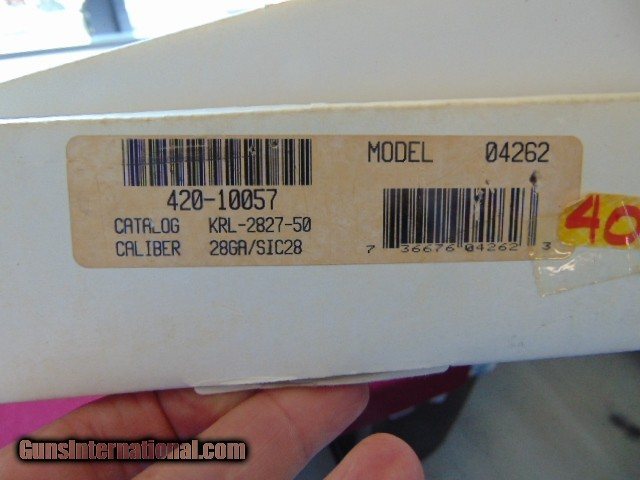 MODEL 04262
420-10057
CATALOG KRL-2827-50
CALIBER 28GA/SIC28
7 36676 04262 3
40
GunsInternational.com